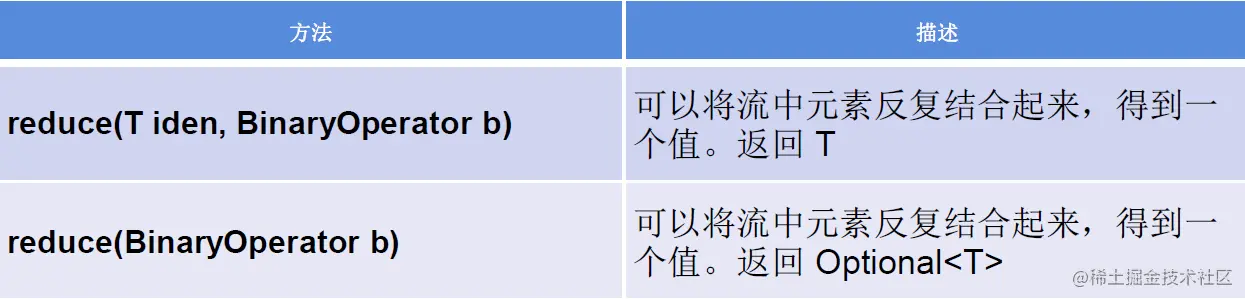 方法
描述
reduce(T iden, BinaryOperator b)
可以将流中元素反复结合起来，得到一
个值。返回 T
reduce(BinaryOperator b)
可以将流中元素反复结合起来，得到一
个值。返回 Optional<T>
@稀土掘金技术社区